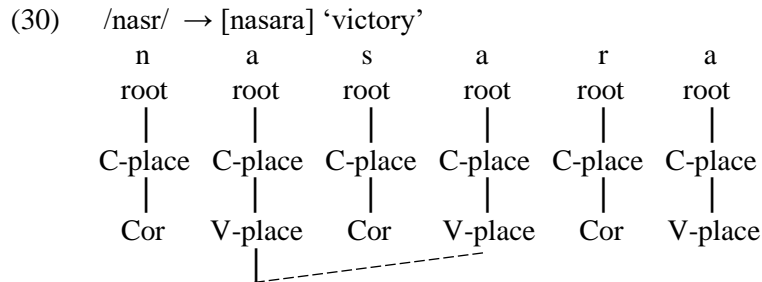 (30) /nasr/ → [nasara] ‘victory’
n a s a r a
root root root root root root
C-place C-place C-place C-place C-place C-place
Cor V-place Cor V-place Cor V-place